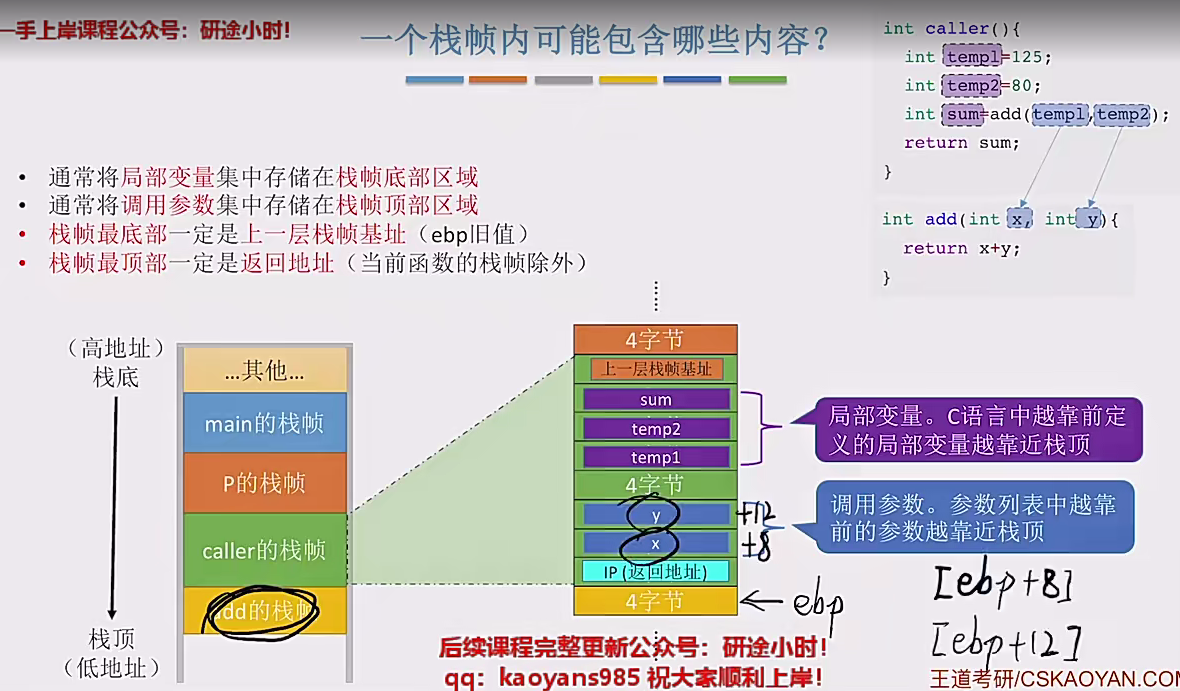 一手上岸课程公众号：研途小时！
一个栈帧内可能包含哪些内容？
int caller(){
int temp1=125;
int temp2=80;
int sum=add(temp1,temp2);
return sum;
}
int add(int x, int y){
return x+y;
}
• 通常将局部变量集中存储在栈帧底部区域
• 通常将调用参数集中存储在栈帧顶部区域
• 栈帧最底部一定是上一层栈帧基址（ebp旧值）
• 栈帧最顶部一定是返回地址（当前函数的栈帧除外）
（高地址）
栈底
栈顶
（低地址）
...其他...
main的栈帧
P的栈帧
caller的栈帧
add的栈帧
4字节
上一层栈帧基址
sum
temp2
temp1
4字节
y
x
IP (返回地址)
4字节
+12
+8
← ebp
局部变量。C语言中越靠前定
义的局部变量越靠近栈顶
调用参数。参数列表中越靠
前的参数越靠近栈顶
[ebp+8]
[ebp+12]
后续课程完整更新公众号：研途小时！
qq：kaoyans985 祝大家顺利上岸！
王道考研/CSKAOYAN.COM